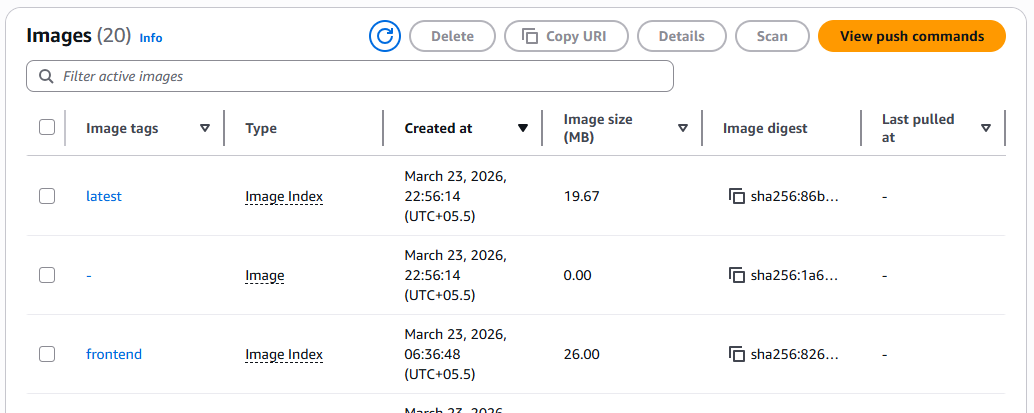 Images (20) Info Delete Copy URI Details Scan View push commands
Filter active images
Image tags Type Created at Image size (MB) Image digest Last pulled at
latest Image Index March 23, 2026, 22:56:14 (UTC+05.5) 19.67 sha256:86b... -
- Image March 23, 2026, 22:56:14 (UTC+05.5) 0.00 sha256:1a6... -
frontend Image Index March 23, 2026, 06:36:48 (UTC+05.5) 26.00 sha256:826... -
March 23, 2026,